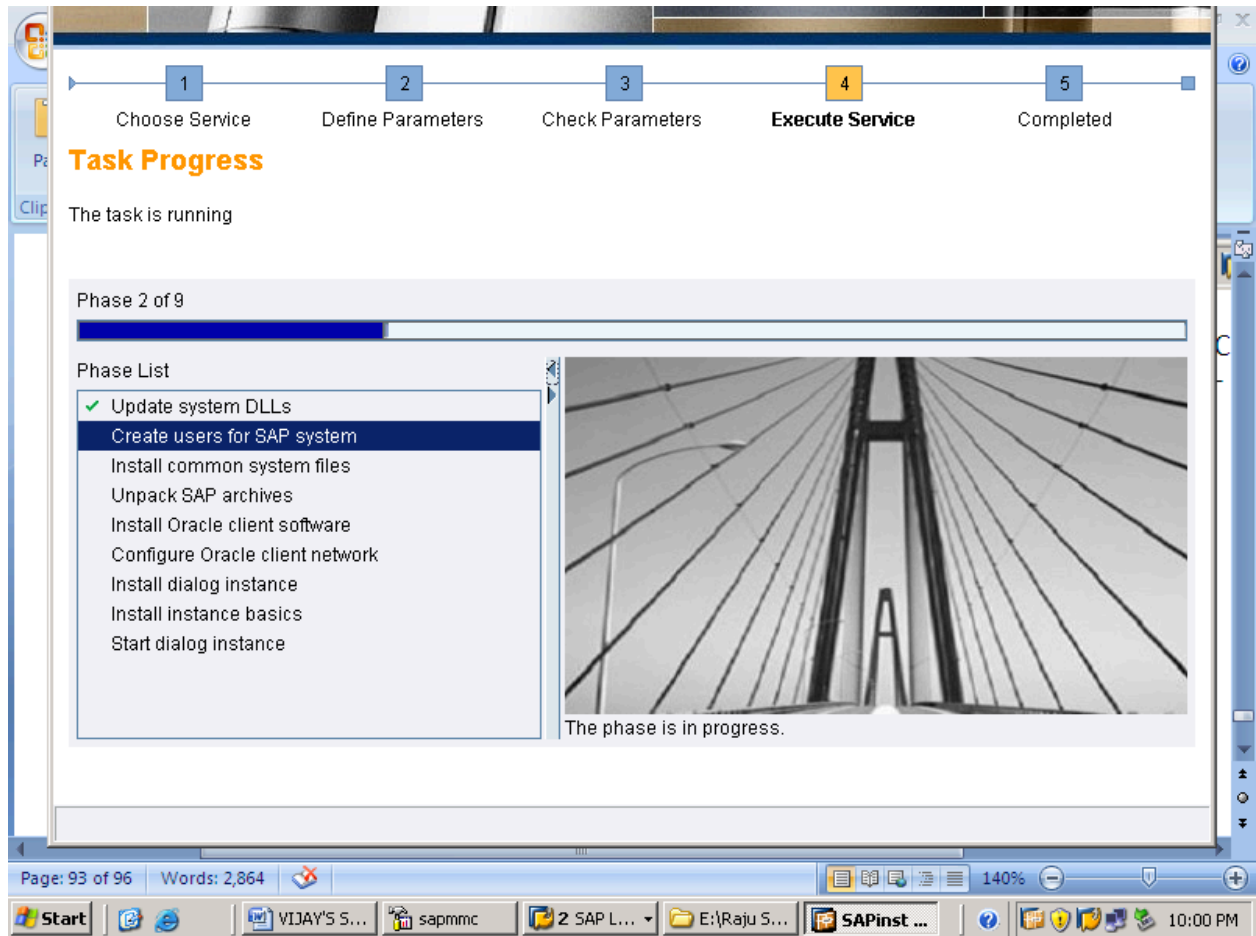 1 2 3 4 5
Choose Service Define Parameters Check Parameters Execute Service Completed
Task Progress
The task is running
Phase 2 of 9
Phase List
Update system DLLs
Create users for SAP system
Install common system files
Unpack SAP archives
Install Oracle client software
Configure Oracle client network
Install dialog instance
Install instance basics
Start dialog instance
The phase is in progress.
Pa
Clip
C
Page: 93 of 96 Words: 2,864 140%
Start VIJAY'S S... sapmmc 2 SAP L... E:\Raju S... SAPinst ... 10:00 PM